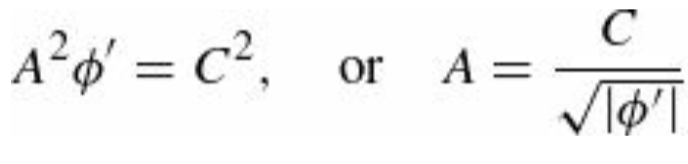 A²ϕ′ = C², or A = C/√|ϕ′|